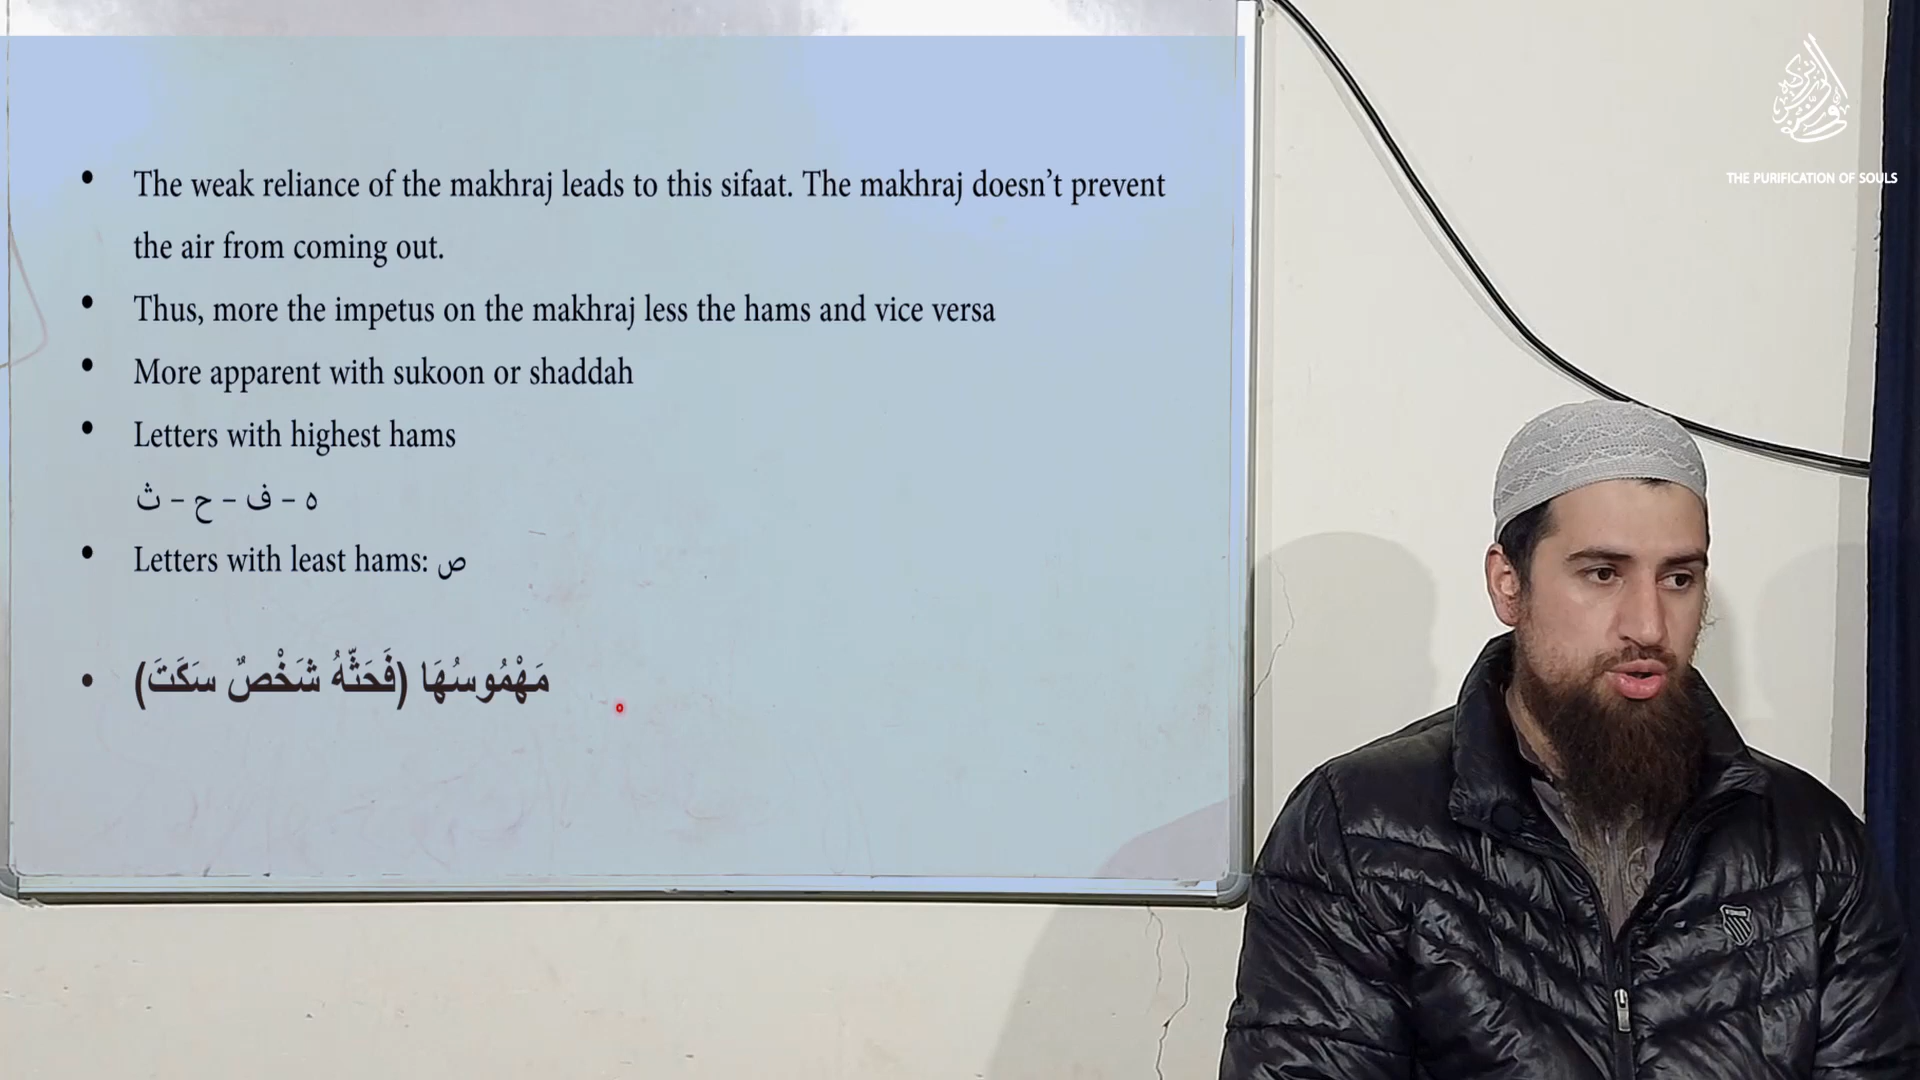 • The weak reliance of the makhraj leads to this sifaat. The makhraj doesn’t prevent
the air from coming out.
• Thus, more the impetus on the makhraj less the hams and vice versa
• More apparent with sukoon or shaddah
• Letters with highest hams
ه – ف – ح – ث
• Letters with least hams: ص
• مَهْمُوسُهَا (فَحَثَّهُ شَخْصٌ سَكَتَ)
THE PURIFICATION OF SOULS